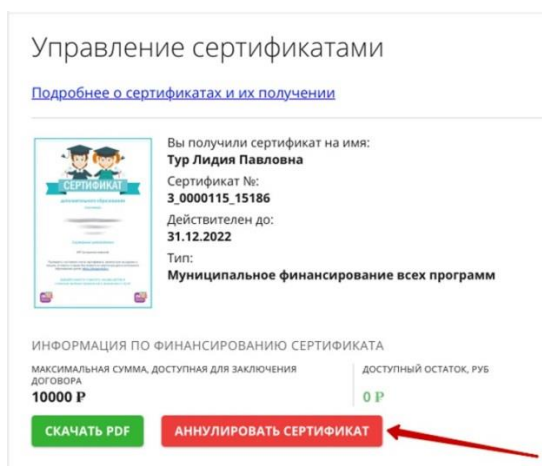 Управление сертификатами
Подробнее о сертификатах и их получении
СЕРТИФИКАТ
дополнительного образования
Вы получили сертификат на имя:
Тур Лидия Павловна
Сертификат №:
3_0000115_15186
Действителен до:
31.12.2022
Тип:
Муниципальное финансирование всех программ
ИНФОРМАЦИЯ ПО ФИНАНСИРОВАНИЮ СЕРТИФИКАТА
МАКСИМАЛЬНАЯ СУММА, ДОСТУПНАЯ ДЛЯ ЗАКЛЮЧЕНИЯ
ДОГОВОРА
10000 ₽
ДОСТУПНЫЙ ОСТАТОК, РУБ
0 ₽
СКАЧАТЬ PDF
АННУЛИРОВАТЬ СЕРТИФИКАТ